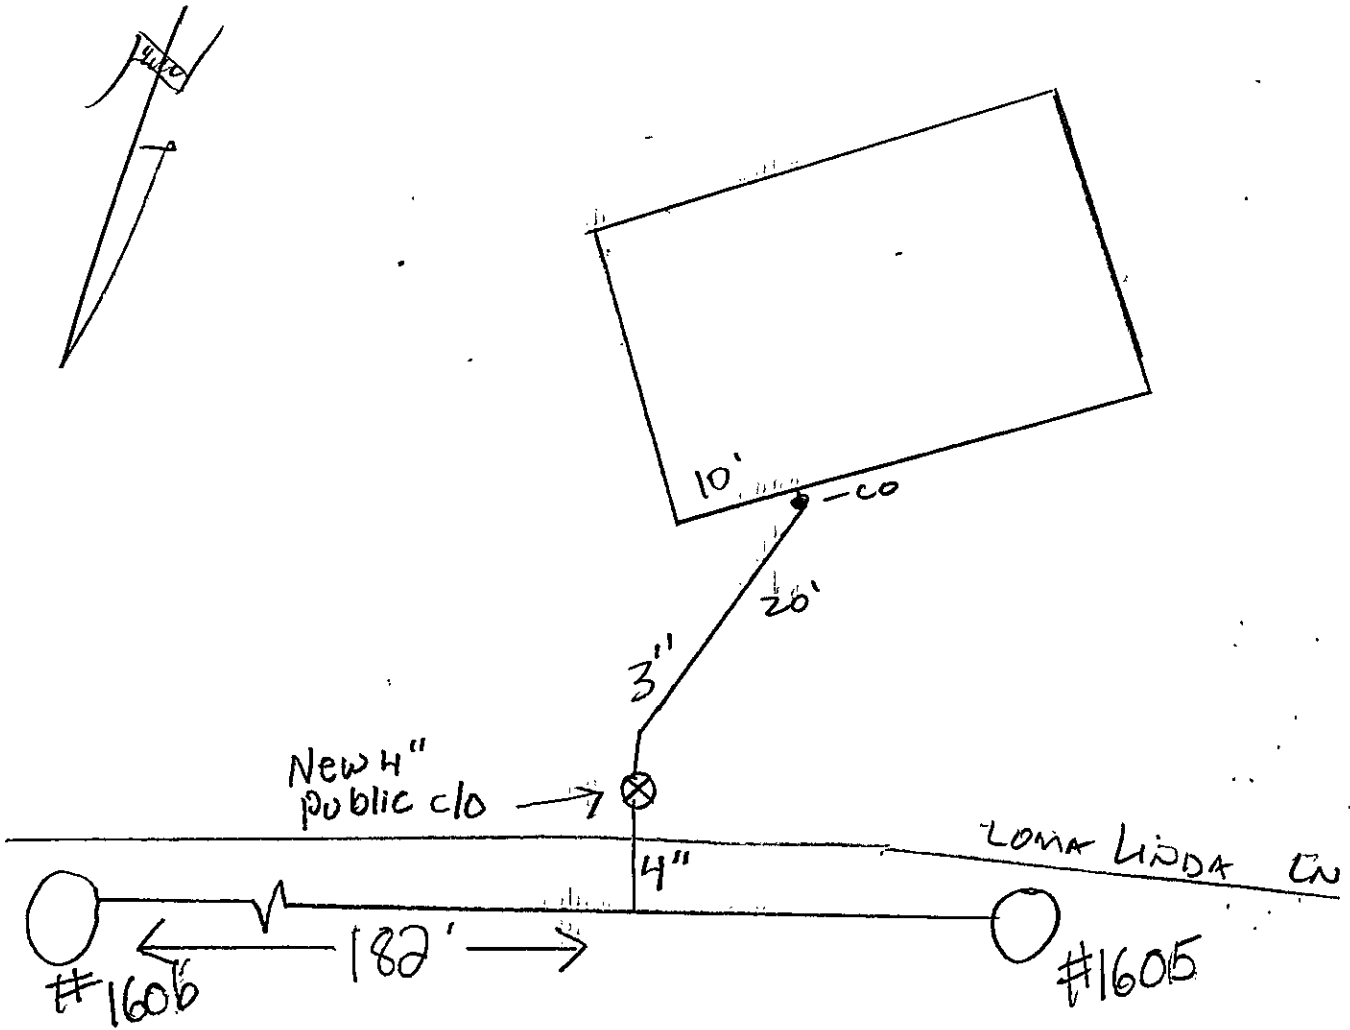 10'
-CO
20'
3"
New 4"
public c/o
LOMA LINDA LN
4"
182'
#1606
#1605